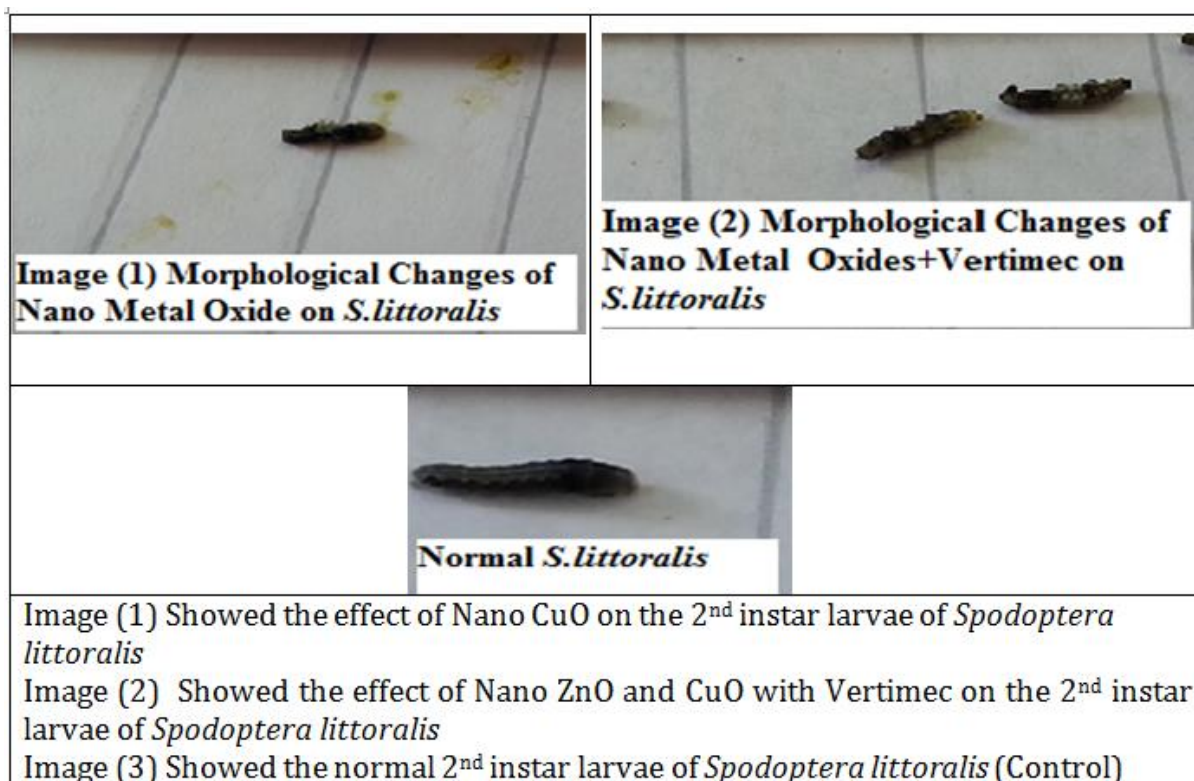 Image (1) Morphological Changes of
Nano Metal Oxide on S.littoralis
Image (2) Morphological Changes of
Nano Metal Oxides+Vertimec on
S.littoralis
Normal S.littoralis
Image (1) Showed the effect of Nano CuO on the 2nd instar larvae of Spodoptera
littoralis
Image (2) Showed the effect of Nano ZnO and CuO with Vertimec on the 2nd instar
larvae of Spodoptera littoralis
Image (3) Showed the normal 2nd instar larvae of Spodoptera littoralis (Control)